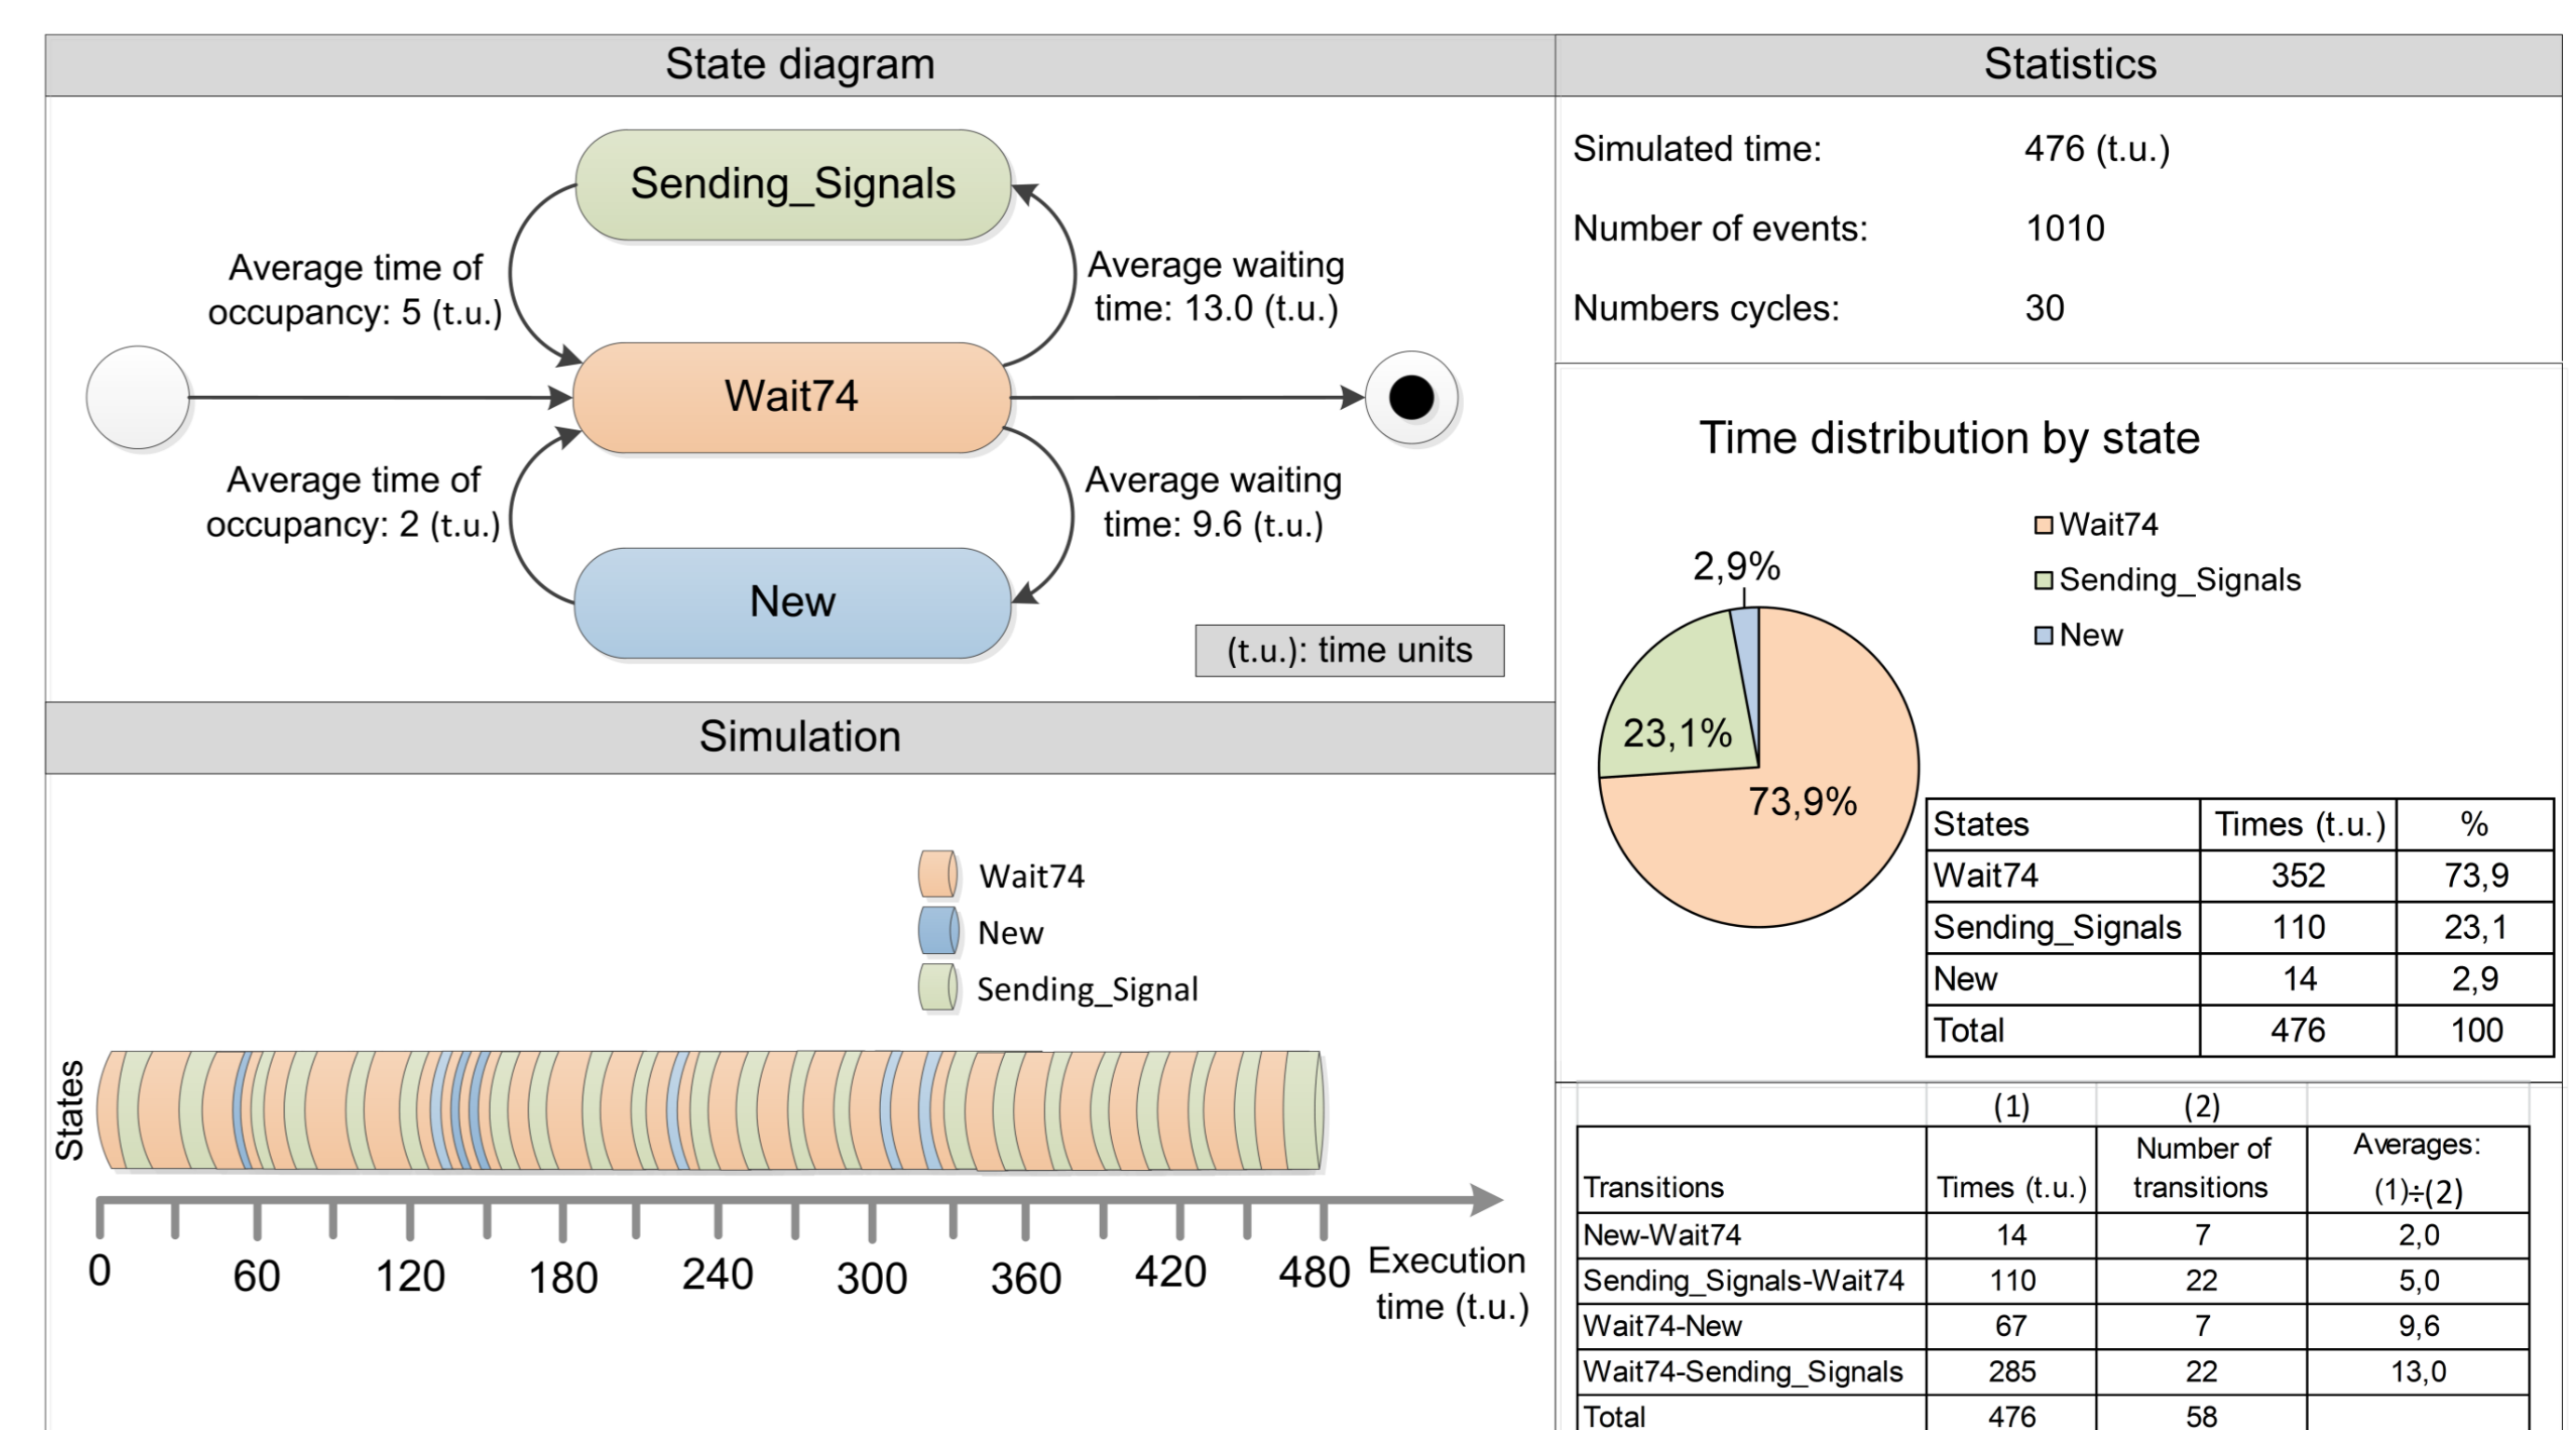 State diagram
Sending_Signals
Average time of
occupancy: 5 (t.u.)
Average waiting
time: 13.0 (t.u.)
Wait74
Average time of
occupancy: 2 (t.u.)
Average waiting
time: 9.6 (t.u.)
New
(t.u.): time units
Simulation
Wait74
New
Sending_Signal
States
0 60 120 180 240 300 360 420 480
Execution
time (t.u.)
Statistics
Simulated time: 476 (t.u.)
Number of events: 1010
Numbers cycles: 30
Time distribution by state
Wait74
Sending_Signals
New
2,9%
23,1%
73,9%
States Times (t.u.) %
Wait74 352 73,9
Sending_Signals 110 23,1
New 14 2,9
Total 476 100
(1) (2)
Number of Averages:
Transitions Times (t.u.) transitions (1)÷(2)
New-Wait74 14 7 2,0
Sending_Signals-Wait74 110 22 5,0
Wait74-New 67 7 9,6
Wait74-Sending_Signals 285 22 13,0
Total 476 58